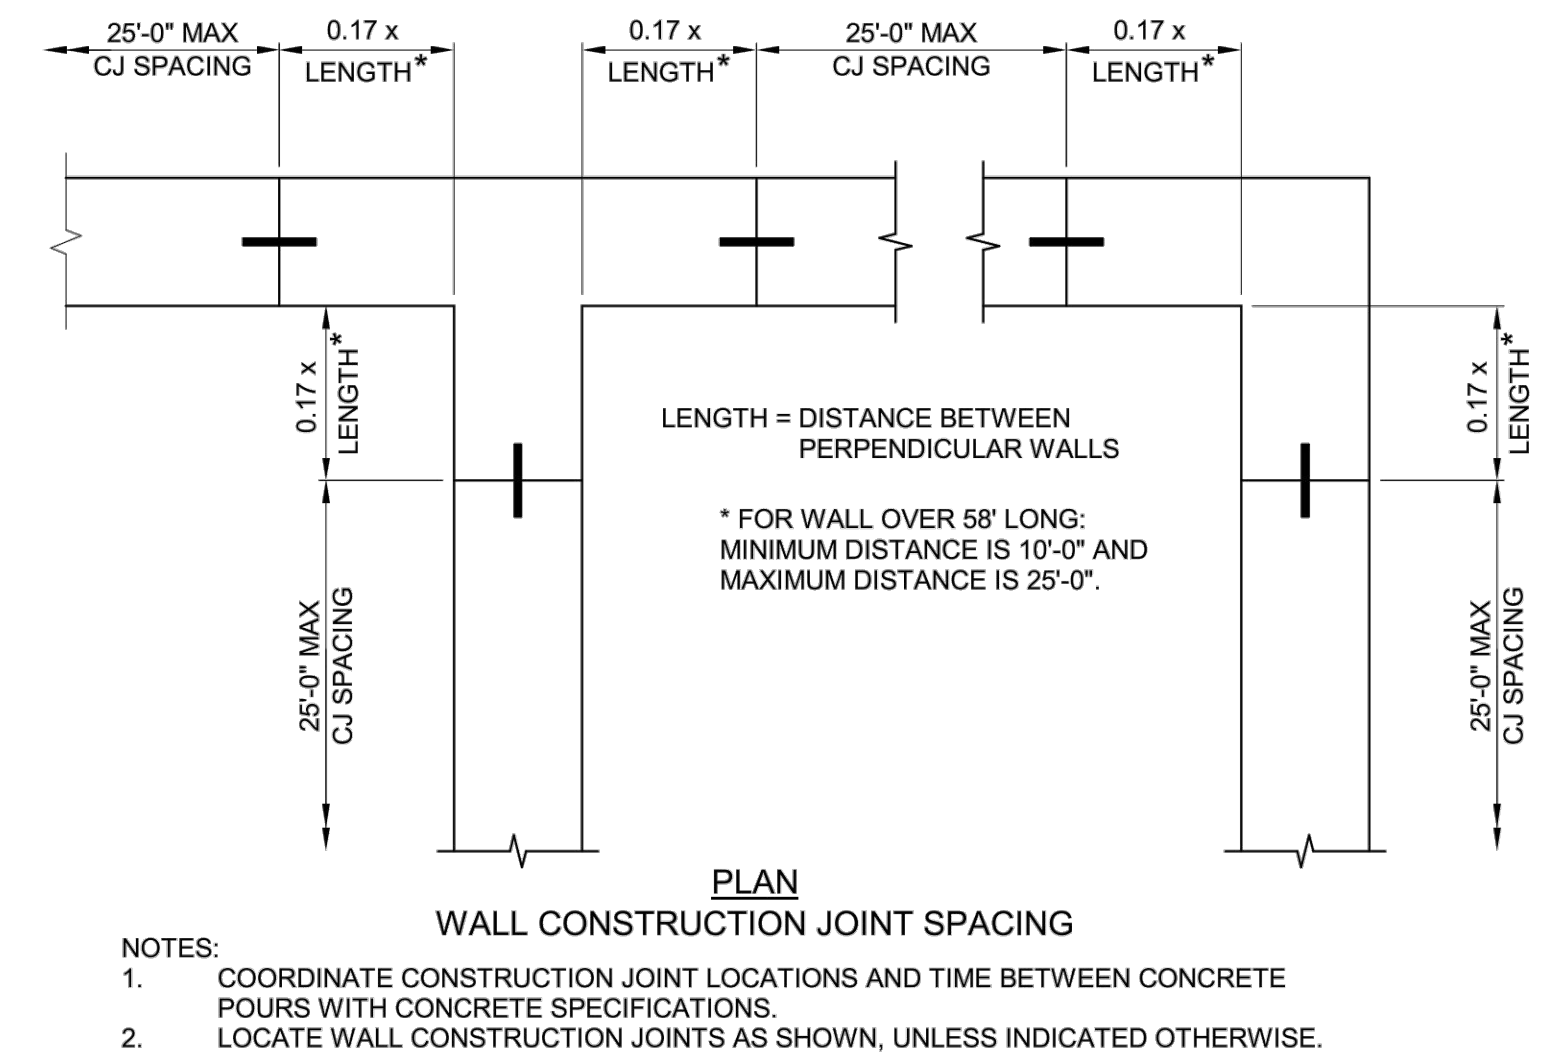 25'-0" MAX
CJ SPACING
0.17 x
LENGTH*
0.17 x
LENGTH*
25'-0" MAX
CJ SPACING
0.17 x
LENGTH*
0.17 x
LENGTH*
25'-0" MAX
CJ SPACING
LENGTH = DISTANCE BETWEEN
PERPENDICULAR WALLS
* FOR WALL OVER 58' LONG:
MINIMUM DISTANCE IS 10'-0" AND
MAXIMUM DISTANCE IS 25'-0".
0.17 x
LENGTH*
25'-0" MAX
CJ SPACING
PLAN
WALL CONSTRUCTION JOINT SPACING
NOTES:
1. COORDINATE CONSTRUCTION JOINT LOCATIONS AND TIME BETWEEN CONCRETE
POURS WITH CONCRETE SPECIFICATIONS.
2. LOCATE WALL CONSTRUCTION JOINTS AS SHOWN, UNLESS INDICATED OTHERWISE.